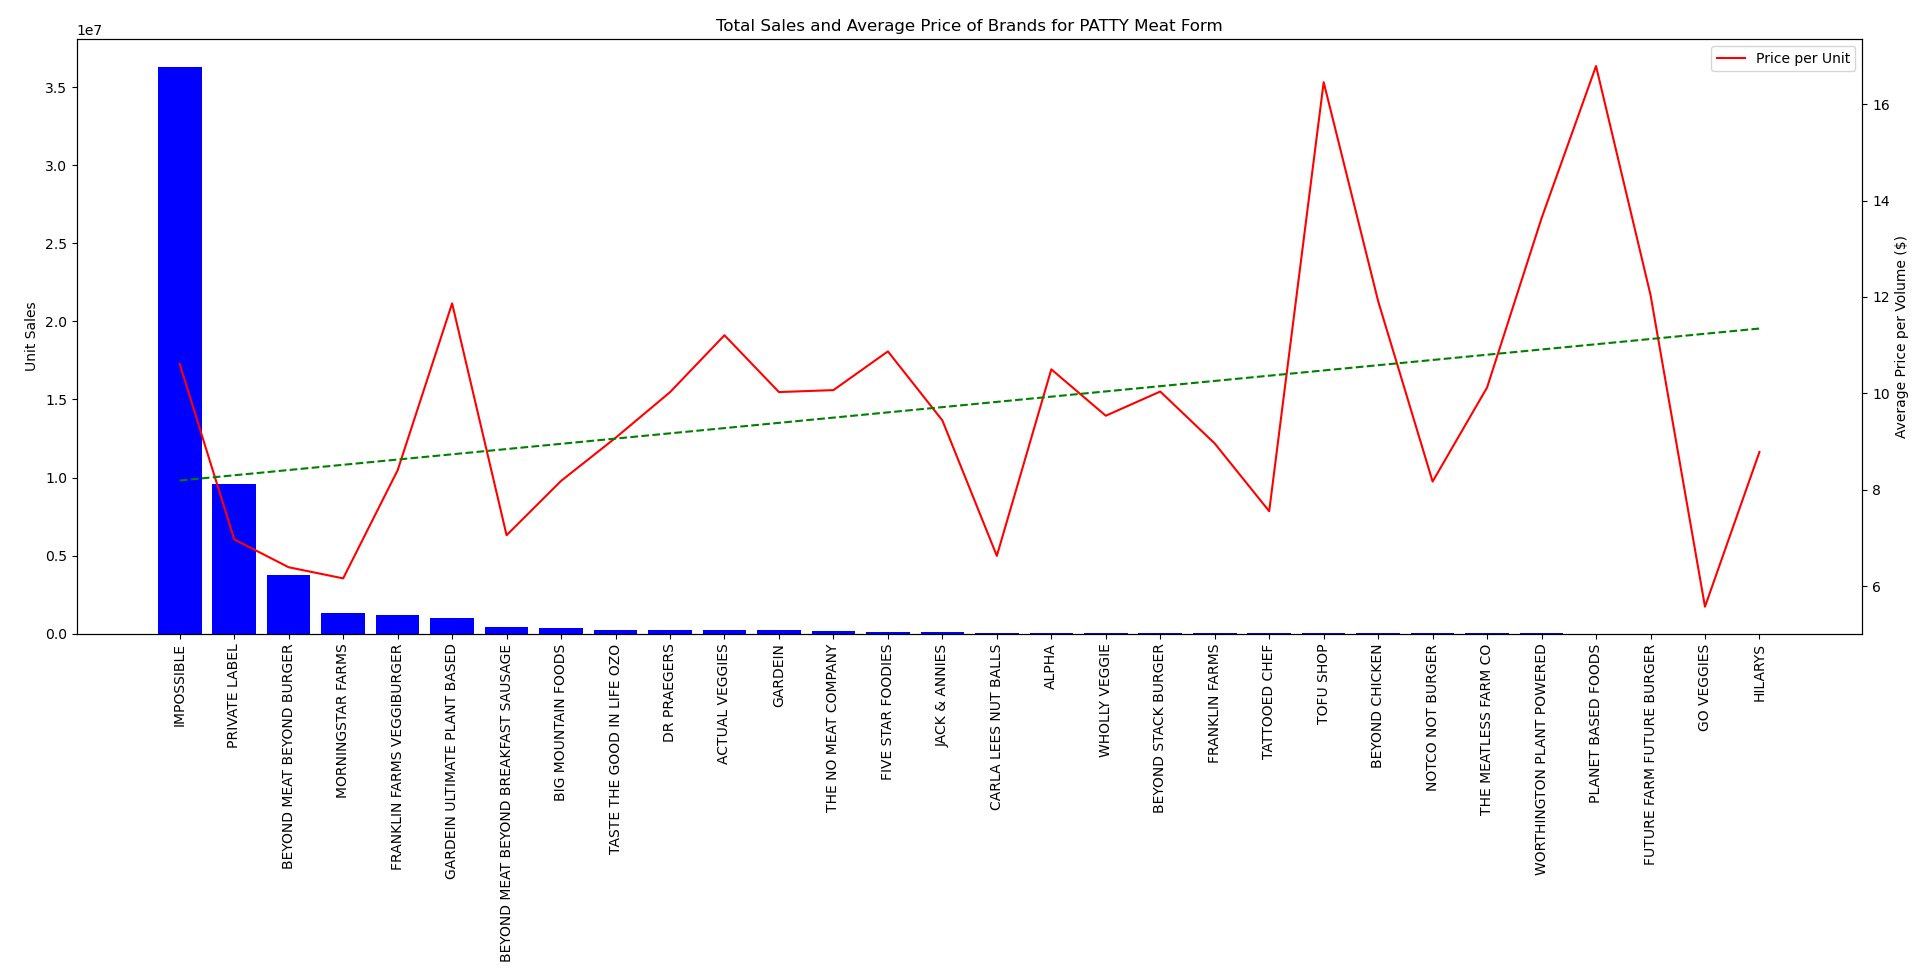 Total Sales and Average Price of Brands for PATTY Meat Form
1e7
Price per Unit
3.5
3.0
2.5
2.0
1.5
1.0
0.5
0.0
Unit Sales
16
14
12
10
8
6
Average Price per Volume ($)
IMPOSSIBLE
PRIVATE LABEL
BEYOND MEAT BEYOND BURGER
MORNINGSTAR FARMS
FRANKLIN FARMS VEGGIBURGER
GARDEIN ULTIMATE PLANT BASED
BEYOND MEAT BEYOND BREAKFAST SAUSAGE
BIG MOUNTAIN FOODS
TASTE THE GOOD IN LIFE OZO
DR PRAEGERS
ACTUAL VEGGIES
GARDEIN
THE NO MEAT COMPANY
FIVE STAR FOODIES
JACK & ANNIES
CARLA LEES NUT BALLS
ALPHA
WHOLLY VEGGIE
BEYOND STACK BURGER
FRANKLIN FARMS
TATTOOED CHEF
TOFU SHOP
BEYOND CHICKEN
NOTCO NOT BURGER
THE MEATLESS FARM CO
WORTHINGTON PLANT POWERED
PLANET BASED FOODS
FUTURE FARM FUTURE BURGER
GO VEGGIES
HILARYS